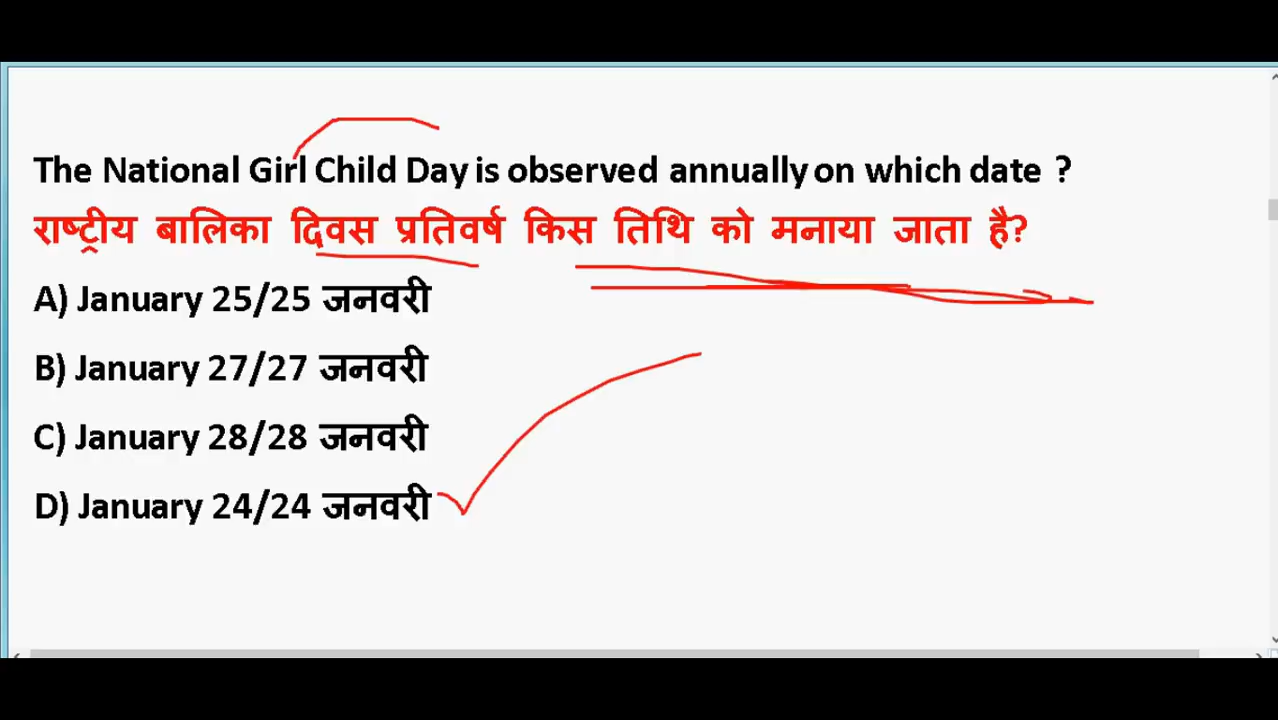 The National Girl Child Day is observed annually on which date ?
राष्ट्रीय बालिका दिवस प्रतिवर्ष किस तिथि को मनाया जाता है?
A) January 25/25 जनवरी
B) January 27/27 जनवरी
C) January 28/28 जनवरी
D) January 24/24 जनवरी